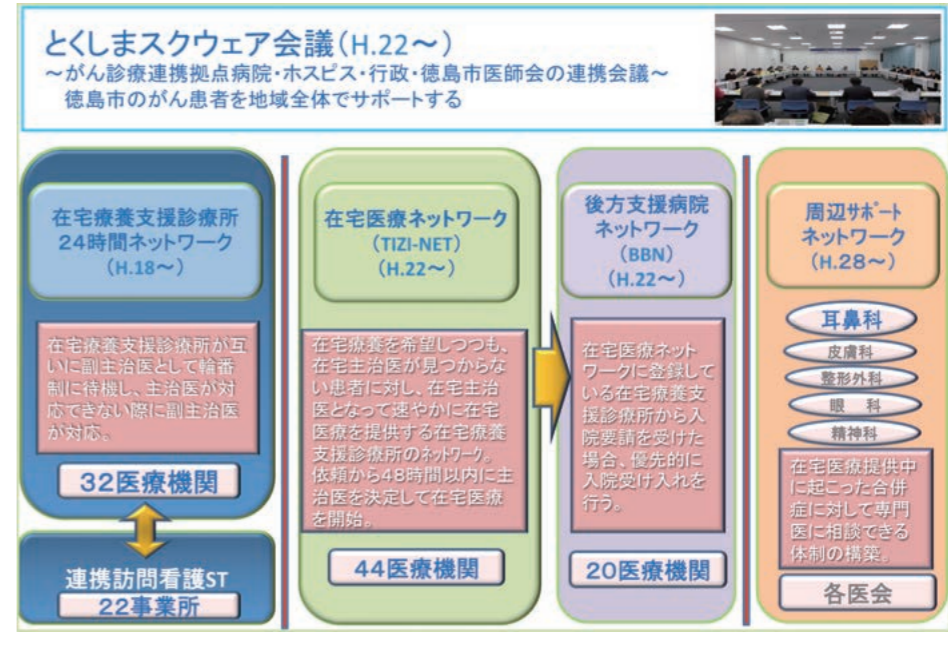 とくしまスクウェア会議(H.22～)
～がん診療連携拠点病院・ホスピス・行政・徳島市医師会の連携会議～
徳島市のがん患者を地域全体でサポートする
在宅療養支援診療所
24時間ネットワーク
(H.18～)
在宅療養支援診療所が互
いに副主治医として輪番
制に待機し、主治医が対
応できない際に副主治医
が対応。
32医療機関
連携訪問看護ST
22事業所
在宅医療ネットワーク
(TIZI-NET)
(H.22～)
在宅療養を希望しつつも、
在宅主治医が見つからな
い患者に対し、在宅主治
医となって速やかに在宅
医療を提供する在宅療養
支援診療所のネットワーク。
依頼から48時間以内に主
治医を決定して在宅医療
を開始。
44医療機関
後方支援病院
ネットワーク
(BBN)
(H.22～)
在宅医療ネット
ワークに登録して
いる在宅療養支
援診療所から入
院要請を受けた
場合、優先的に
入院受け入れを
行う。
20医療機関
周辺サポート
ネットワーク
(H.28～)
耳鼻科
皮膚科
整形外科
眼　科
精神科
在宅医療提供中
に起こった合併
症に対して専門
医に相談できる
体制の構築。
各医会